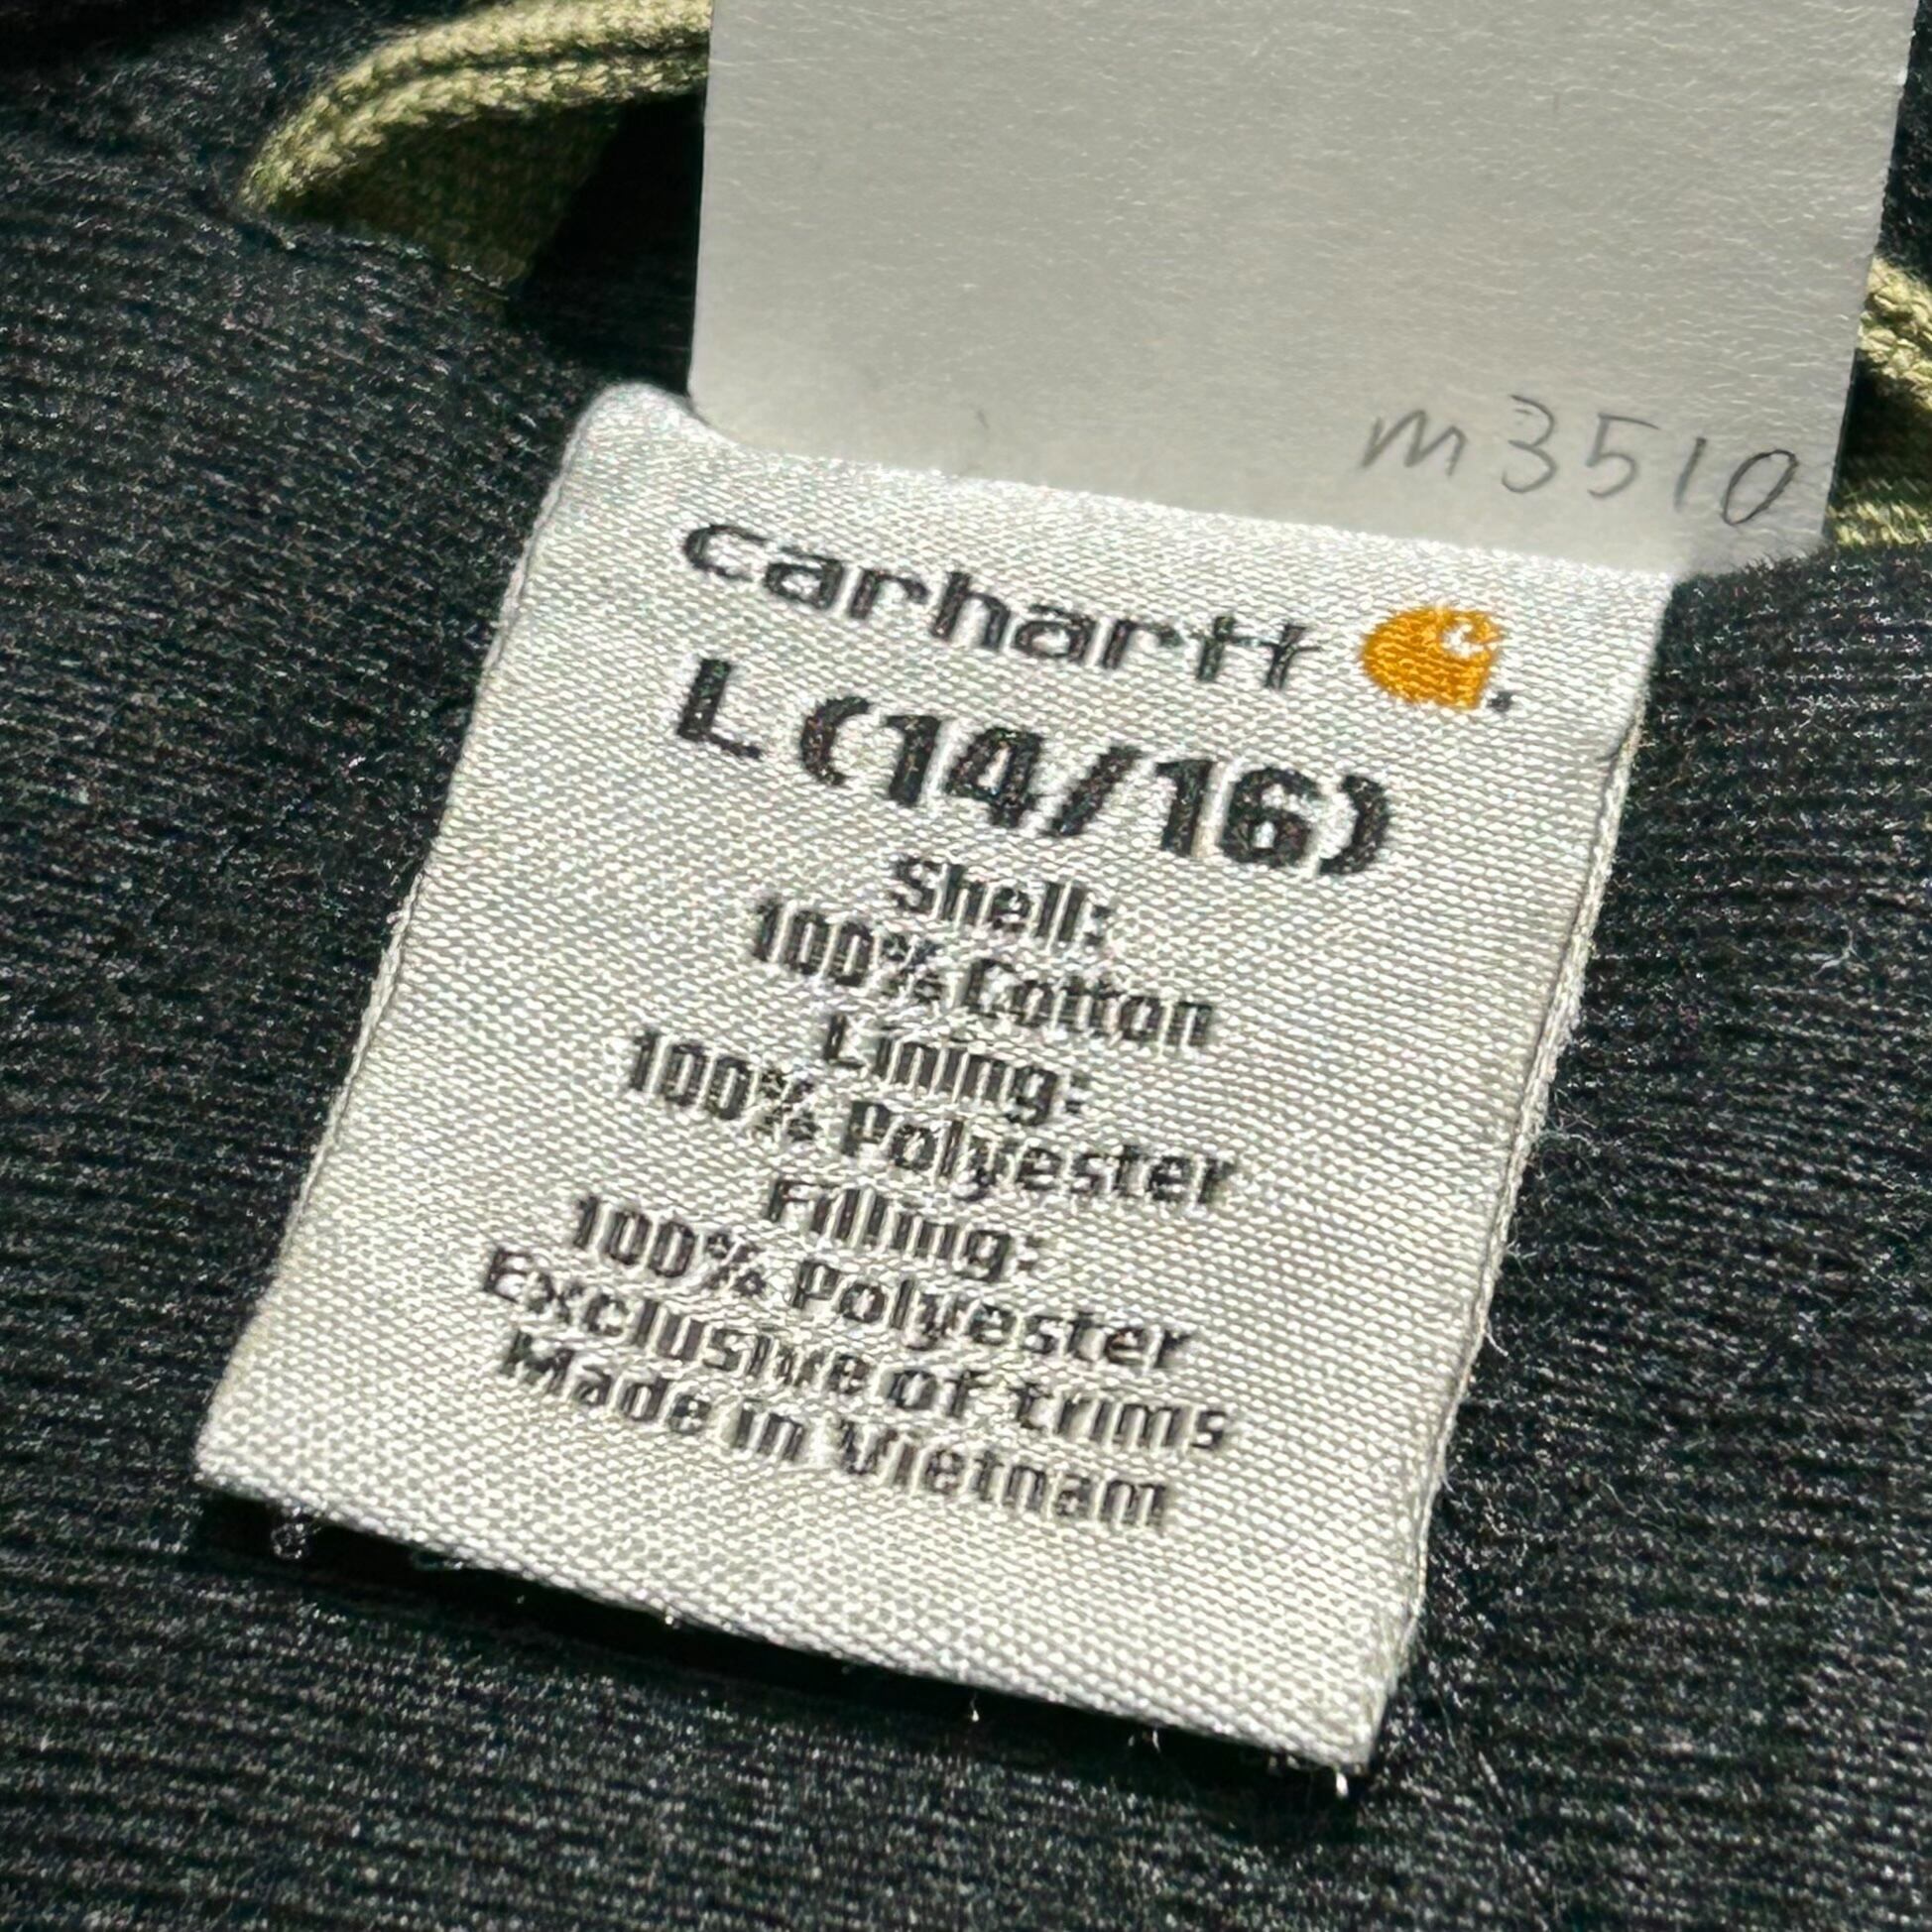 m3510
carhartt
L (14/16)
Shell:
100% Cotton
Lining:
100% Polyester
Filling:
100% Polyester
Exclusive of trims
Made in Vietnam